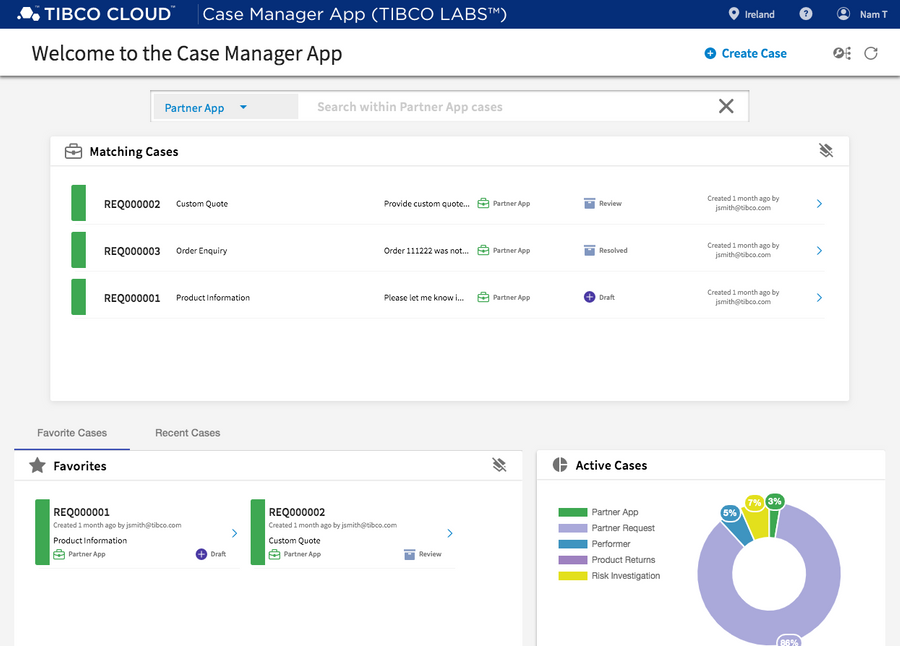 TIBCO CLOUD™ Case Manager App (TIBCO LABS™) Ireland ? Nam T
Welcome to the Case Manager App Create Case
Partner App Search within Partner App cases
Matching Cases
REQ000002 Custom Quote Provide custom quote... Partner App Review Created 1 month ago by
jsmith@tibco.com
REQ000003 Order Enquiry Order 111222 was not... Partner App Resolved Created 1 month ago by
jsmith@tibco.com
REQ000001 Product Information Please let me know i... Partner App Draft Created 1 month ago by
jsmith@tibco.com
Favorite Cases Recent Cases
Favorites
REQ000001
Created 1 month ago by jsmith@tibco.com
Product Information
Partner App Draft
REQ000002
Created 1 month ago by jsmith@tibco.com
Custom Quote
Partner App Review
Active Cases
Partner App
Partner Request
Performer
Product Returns
Risk Investigation
5% 7% 3%